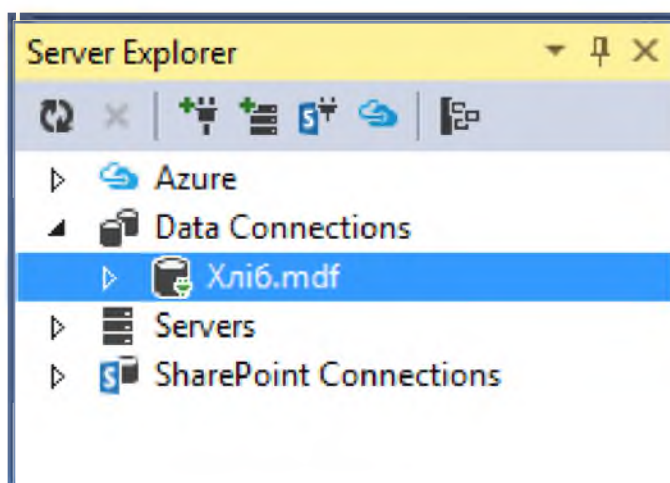 Server Explorer
Azure
Data Connections
Хліб.mdf
Servers
SharePoint Connections